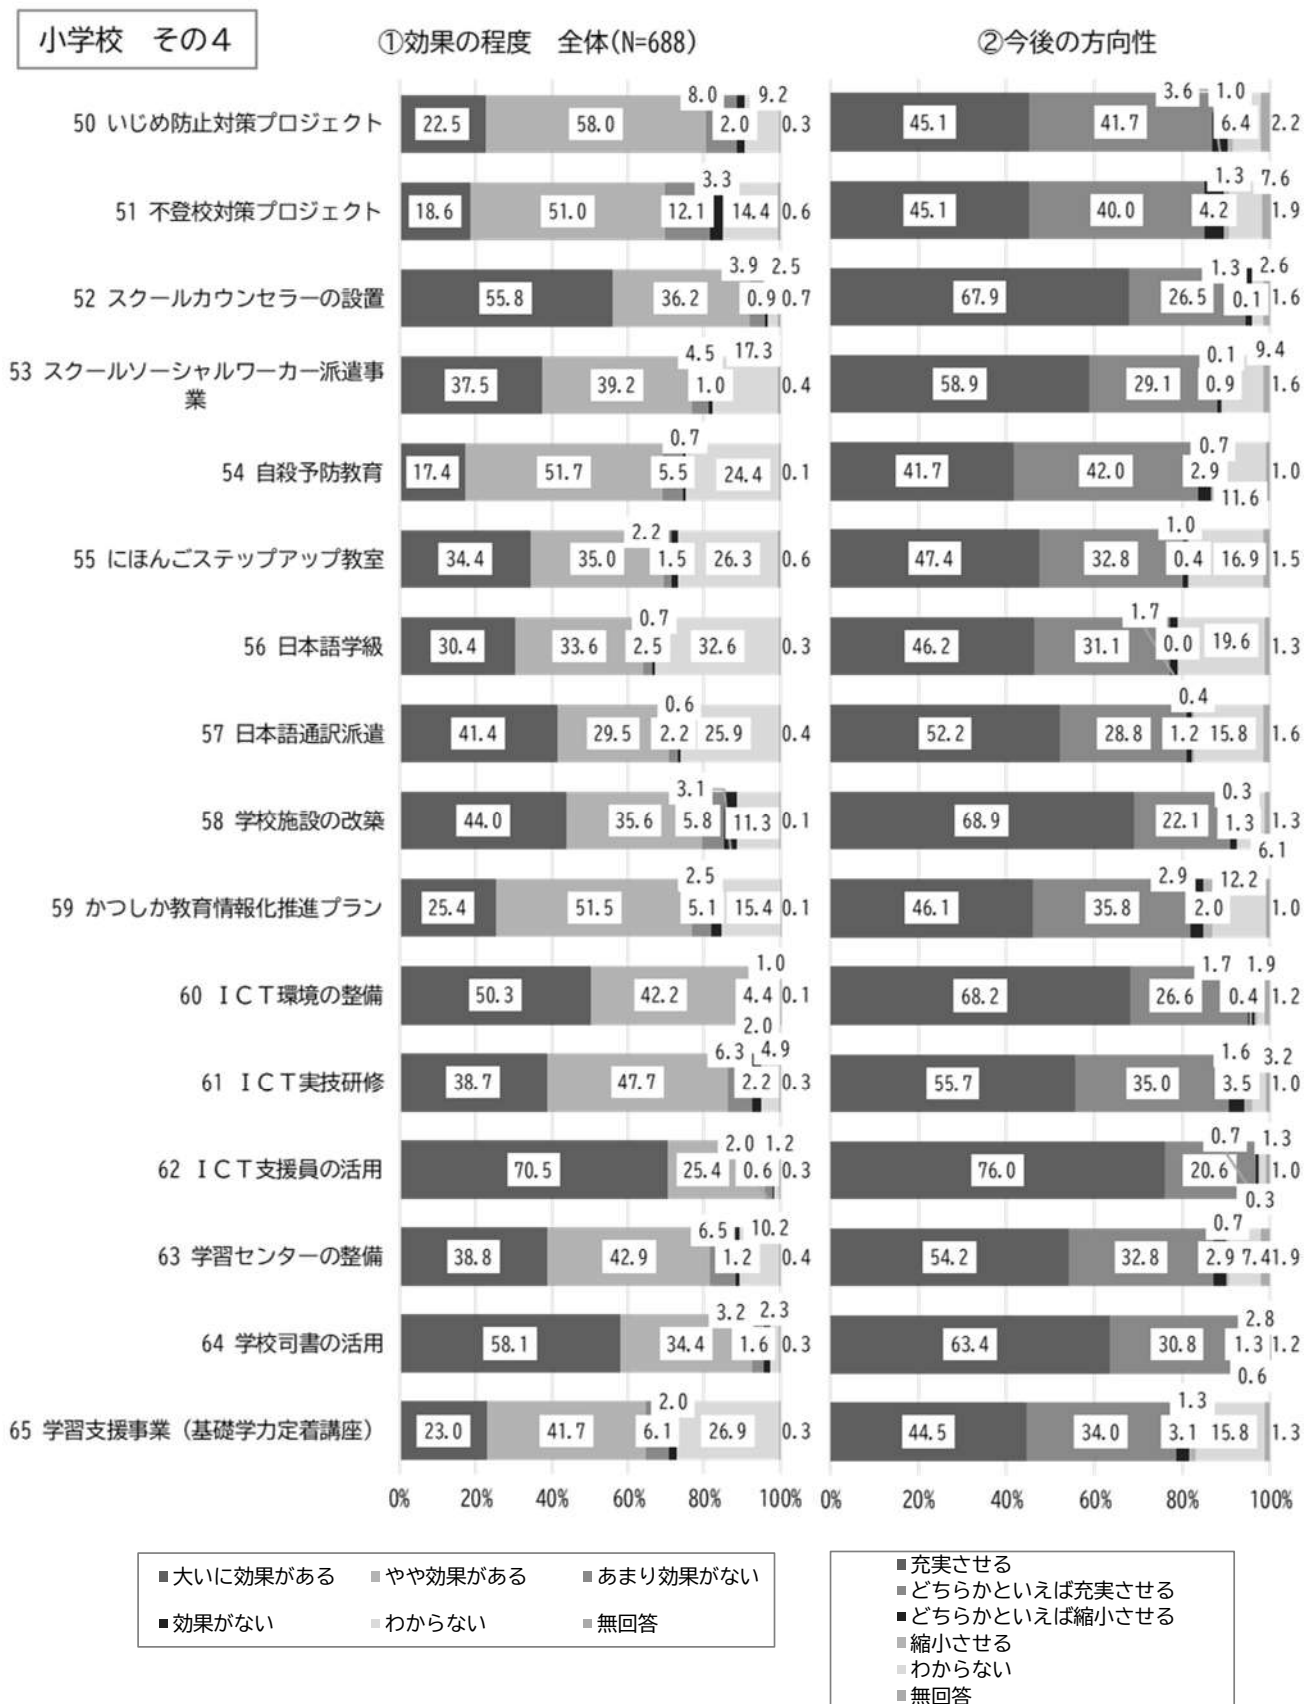 小学校　その４
①効果の程度　全体(N=688)
②今後の方向性
50 いじめ防止対策プロジェクト
22.5 58.0 8.0 2.0 9.2 0.3
45.1 41.7 3.6 1.0 6.4 2.2
51 不登校対策プロジェクト
18.6 51.0 12.1 3.3 14.4 0.6
45.1 40.0 4.2 1.3 7.6 1.9
52 スクールカウンセラーの設置
55.8 36.2 3.9 0.9 2.5 0.7
67.9 26.5 1.3 0.1 2.6 1.6
53 スクールソーシャルワーカー派遣事
業
37.5 39.2 4.5 1.0 17.3 0.4
58.9 29.1 0.9 0.1 9.4 1.6
54 自殺予防教育
17.4 51.7 5.5 0.7 24.4 0.1
41.7 42.0 2.9 0.7 11.6 1.0
55 にほんごステップアップ教室
34.4 35.0 2.2 1.5 26.3 0.6
47.4 32.8 1.0 0.4 16.9 1.5
56 日本語学級
30.4 33.6 2.5 0.7 32.6 0.3
46.2 31.1 1.7 0.0 19.6 1.3
57 日本語通訳派遣
41.4 29.5 2.2 0.6 25.9 0.4
52.2 28.8 1.2 0.4 15.8 1.6
58 学校施設の改築
44.0 35.6 5.8 3.1 11.3 0.1
68.9 22.1 1.3 0.3 6.1 1.3
59 かつしか教育情報化推進プラン
25.4 51.5 5.1 2.5 15.4 0.1
46.1 35.8 2.9 2.0 12.2 1.0
60 ＩＣＴ環境の整備
50.3 42.2 4.4 1.0 2.0 0.1
68.2 26.6 1.7 0.4 1.9 1.2
61 ＩＣＴ実技研修
38.7 47.7 6.3 2.2 4.9 0.3
55.7 35.0 3.5 1.6 3.2 1.0
62 ＩＣＴ支援員の活用
70.5 25.4 2.0 0.6 1.2 0.3
76.0 20.6 0.7 0.3 1.3 1.0
63 学習センターの整備
38.8 42.9 6.5 1.2 10.2 0.4
54.2 32.8 2.9 0.7 7.4 1.9
64 学校司書の活用
58.1 34.4 3.2 1.6 2.3 0.3
63.4 30.8 1.3 0.6 2.8 1.2
65 学習支援事業（基礎学力定着講座）
23.0 41.7 6.1 2.0 26.9 0.3
44.5 34.0 3.1 1.3 15.8 1.3
0% 20% 40% 60% 80% 100%
0% 20% 40% 60% 80% 100%
大いに効果がある やや効果がある あまり効果がない
効果がない わからない 無回答
充実させる
どちらかといえば充実させる
どちらかといえば縮小させる
縮小させる
わからない
無回答